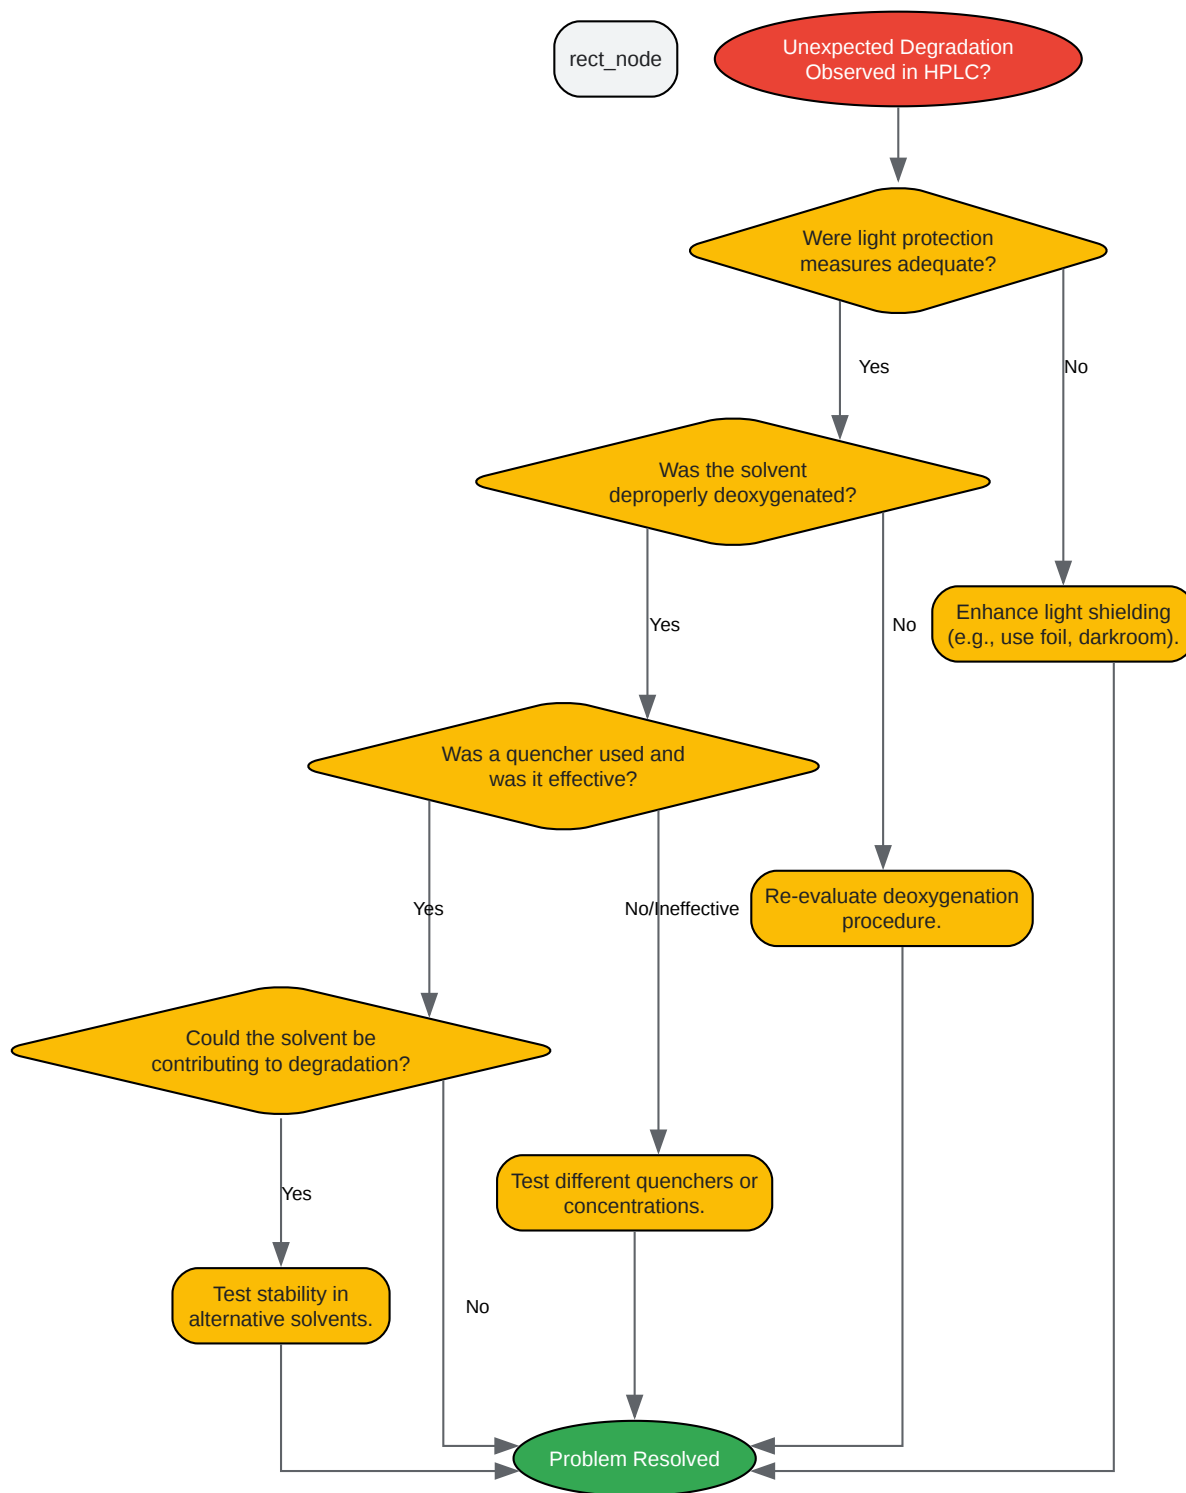 rect_node
Unexpected Degradation
Observed in HPLC?
Were light protection
measures adequate?
Yes
No
Was the solvent
deproperly deoxygenated?
Yes
No
Enhance light shielding
(e.g., use foil, darkroom).
Was a quencher used and
was it effective?
Yes
No/Ineffective
Re-evaluate deoxygenation
procedure.
Could the solvent be
contributing to degradation?
Yes
No
Test different quenchers or
concentrations.
Test stability in
alternative solvents.
Problem Resolved